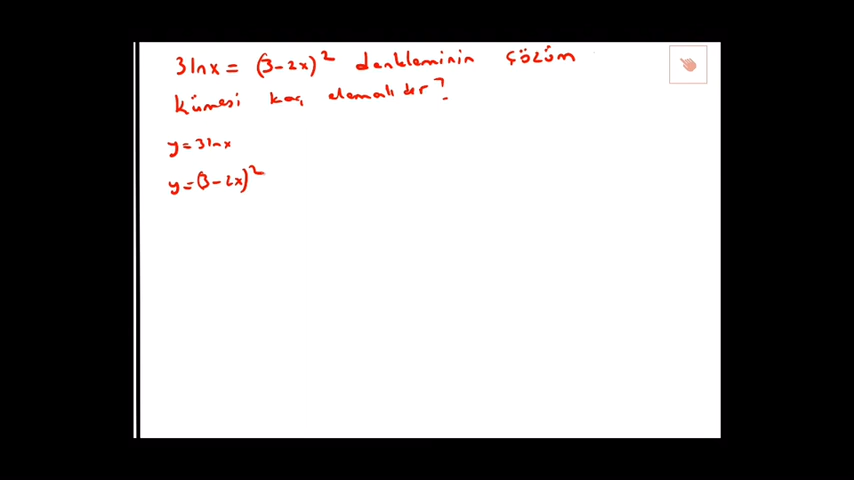 3lnx = (3-2x)² denkleminin çözüm
kümesi kaç elemanlıdır?
y=3lnx
y=(3-2x)²